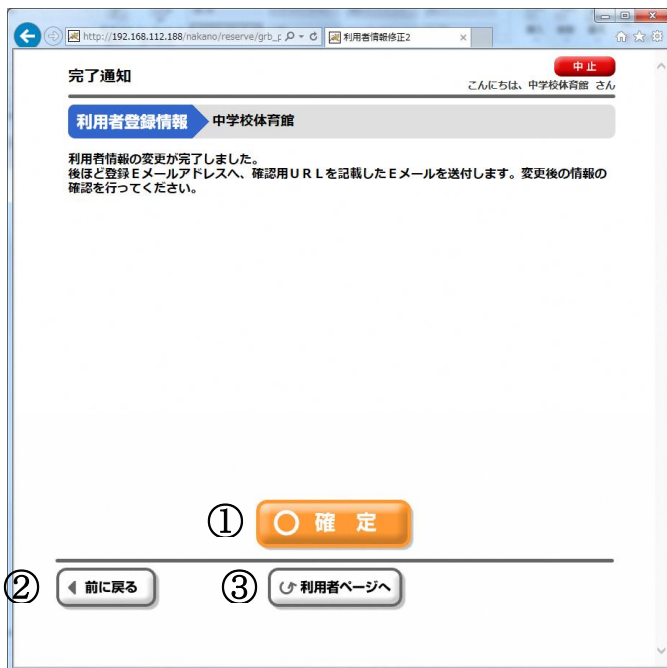 http://192.168.112.188/nakano/reserve/grb_r
利用者情報修正2
完了通知
中止
こんにちは、中学校体育館 さん
利用者登録情報 中学校体育館
利用者情報の変更が完了しました。
後ほど登録Eメールアドレスへ、確認用URLを記載したEメールを送付します。変更後の情報の
確認を行ってください。
① 確 定
② 前に戻る ③ 利用者ページへ